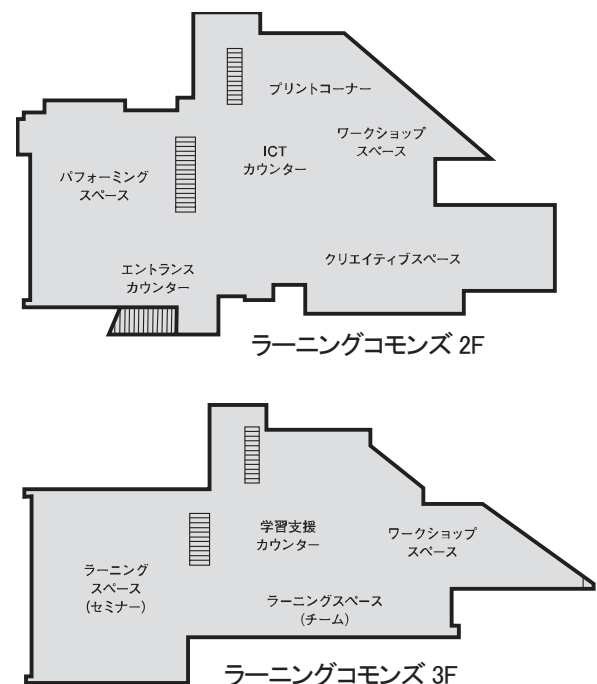 プリントコーナー
ワークショップ
スペース
ICT
カウンター
パフォーミング
スペース
クリエイティブスペース
エントランス
カウンター
ラーニングコモンズ 2F
学習支援
カウンター
ワークショップ
スペース
ラーニング
スペース
(セミナー)
ラーニングスペース
(チーム)
ラーニングコモンズ 3F